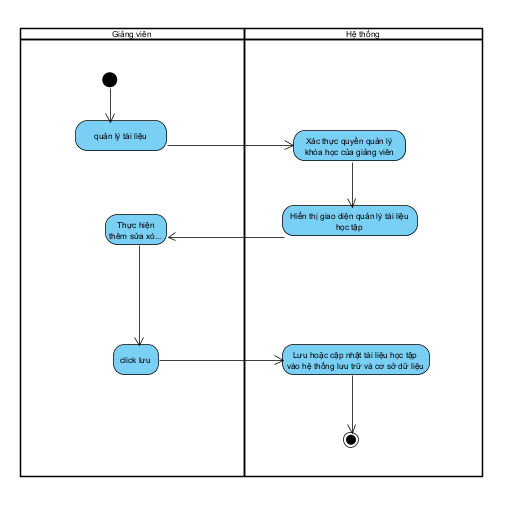 Giảng viên
Hệ thống
quản lý tài liệu
Xác thực quyền quản lý
khóa học của giảng viên
Hiển thị giao diện quản lý tài liệu
học tập
Thực hiện
thêm sửa xó...
click lưu
Lưu hoặc cập nhật tài liệu học tập
vào hệ thống lưu trữ và cơ sở dữ liệu